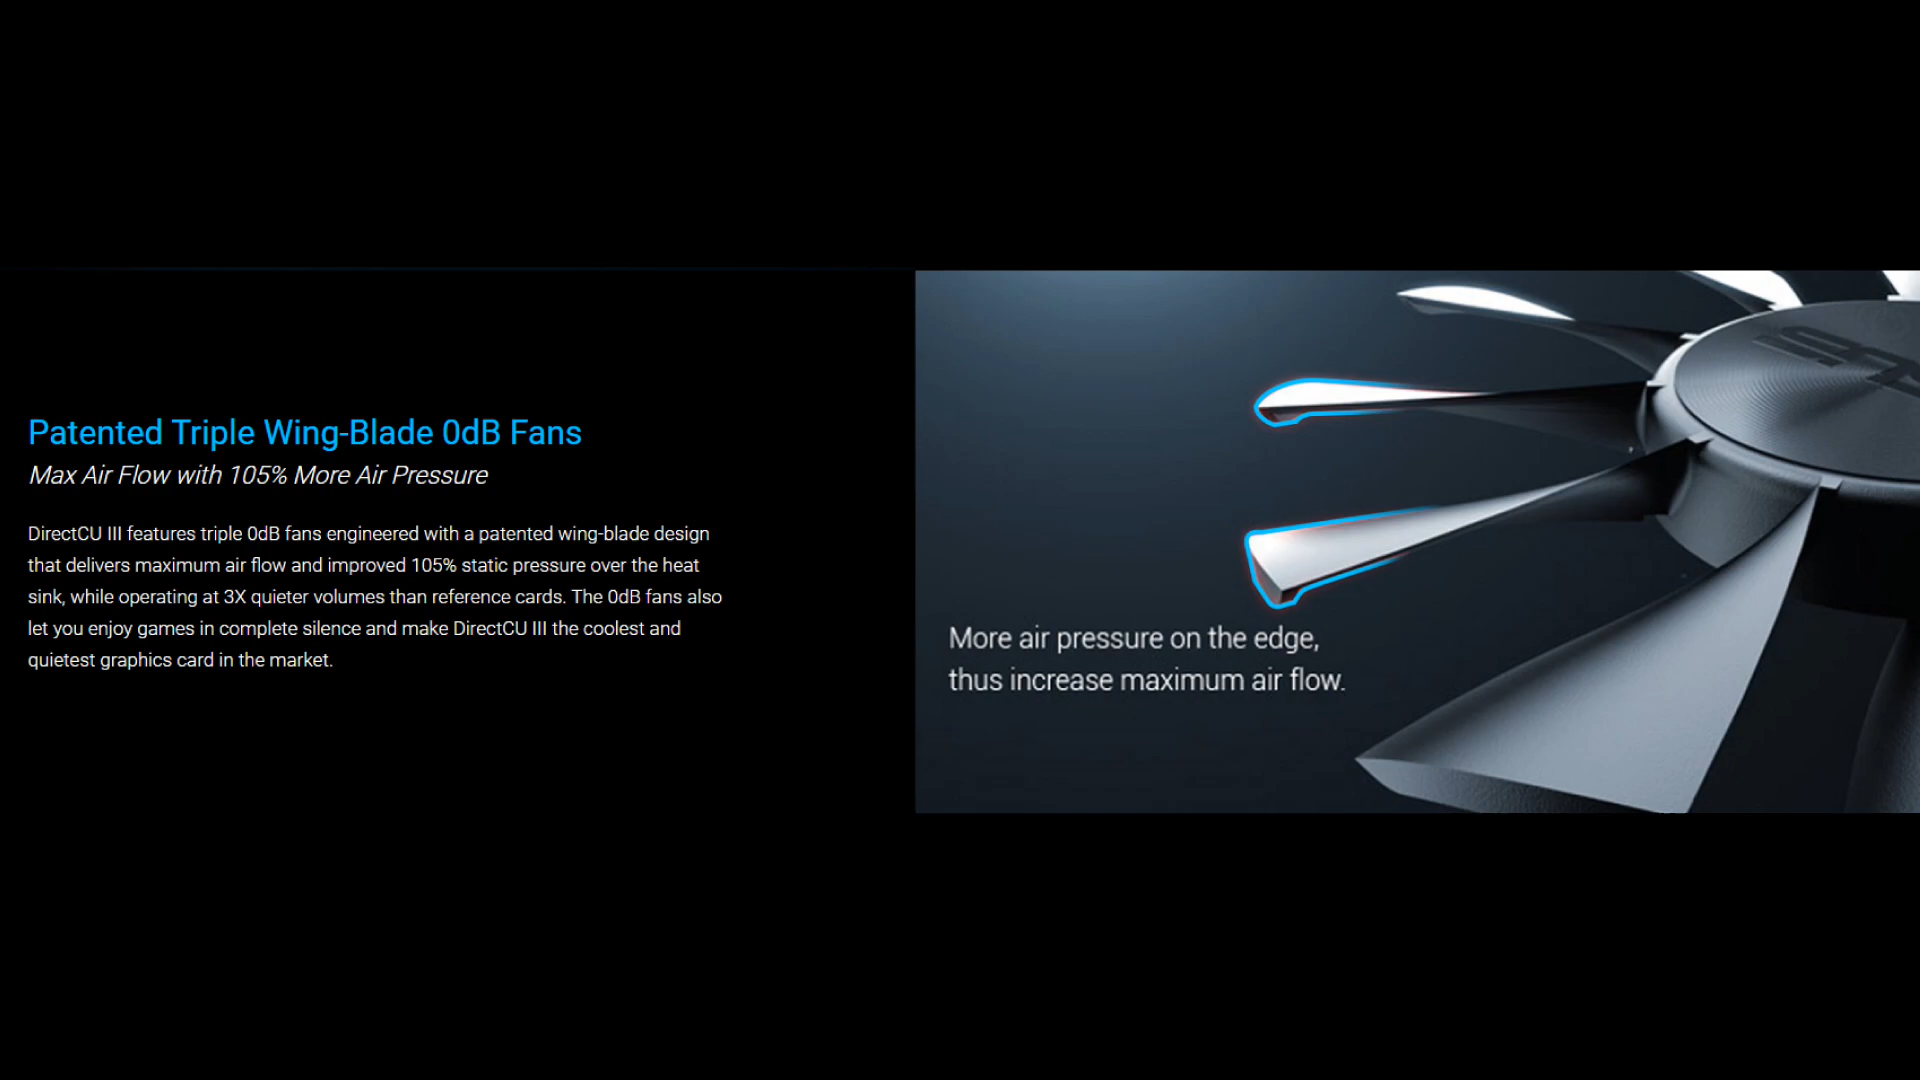 Patented Triple Wing-Blade 0dB Fans
Max Air Flow with 105% More Air Pressure
DirectCU III features triple 0dB fans engineered with a patented wing-blade design
that delivers maximum air flow and improved 105% static pressure over the heat
sink, while operating at 3X quieter volumes than reference cards. The 0dB fans also
let you enjoy games in complete silence and make DirectCU III the coolest and
quietest graphics card in the market.
More air pressure on the edge,
thus increase maximum air flow.